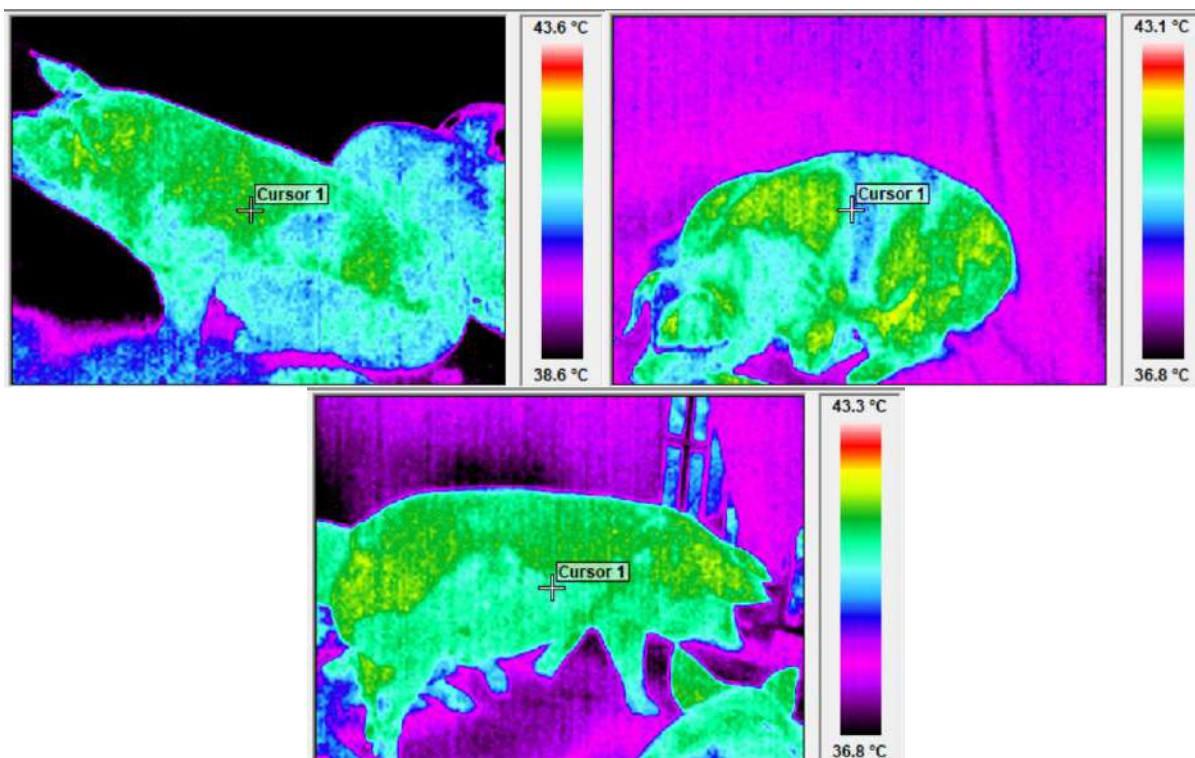 43.6 °C
Cursor 1
38.6 °C
43.1 °C
Cursor 1
36.8 °C
43.3 °C
Cursor 1
36.8 °C